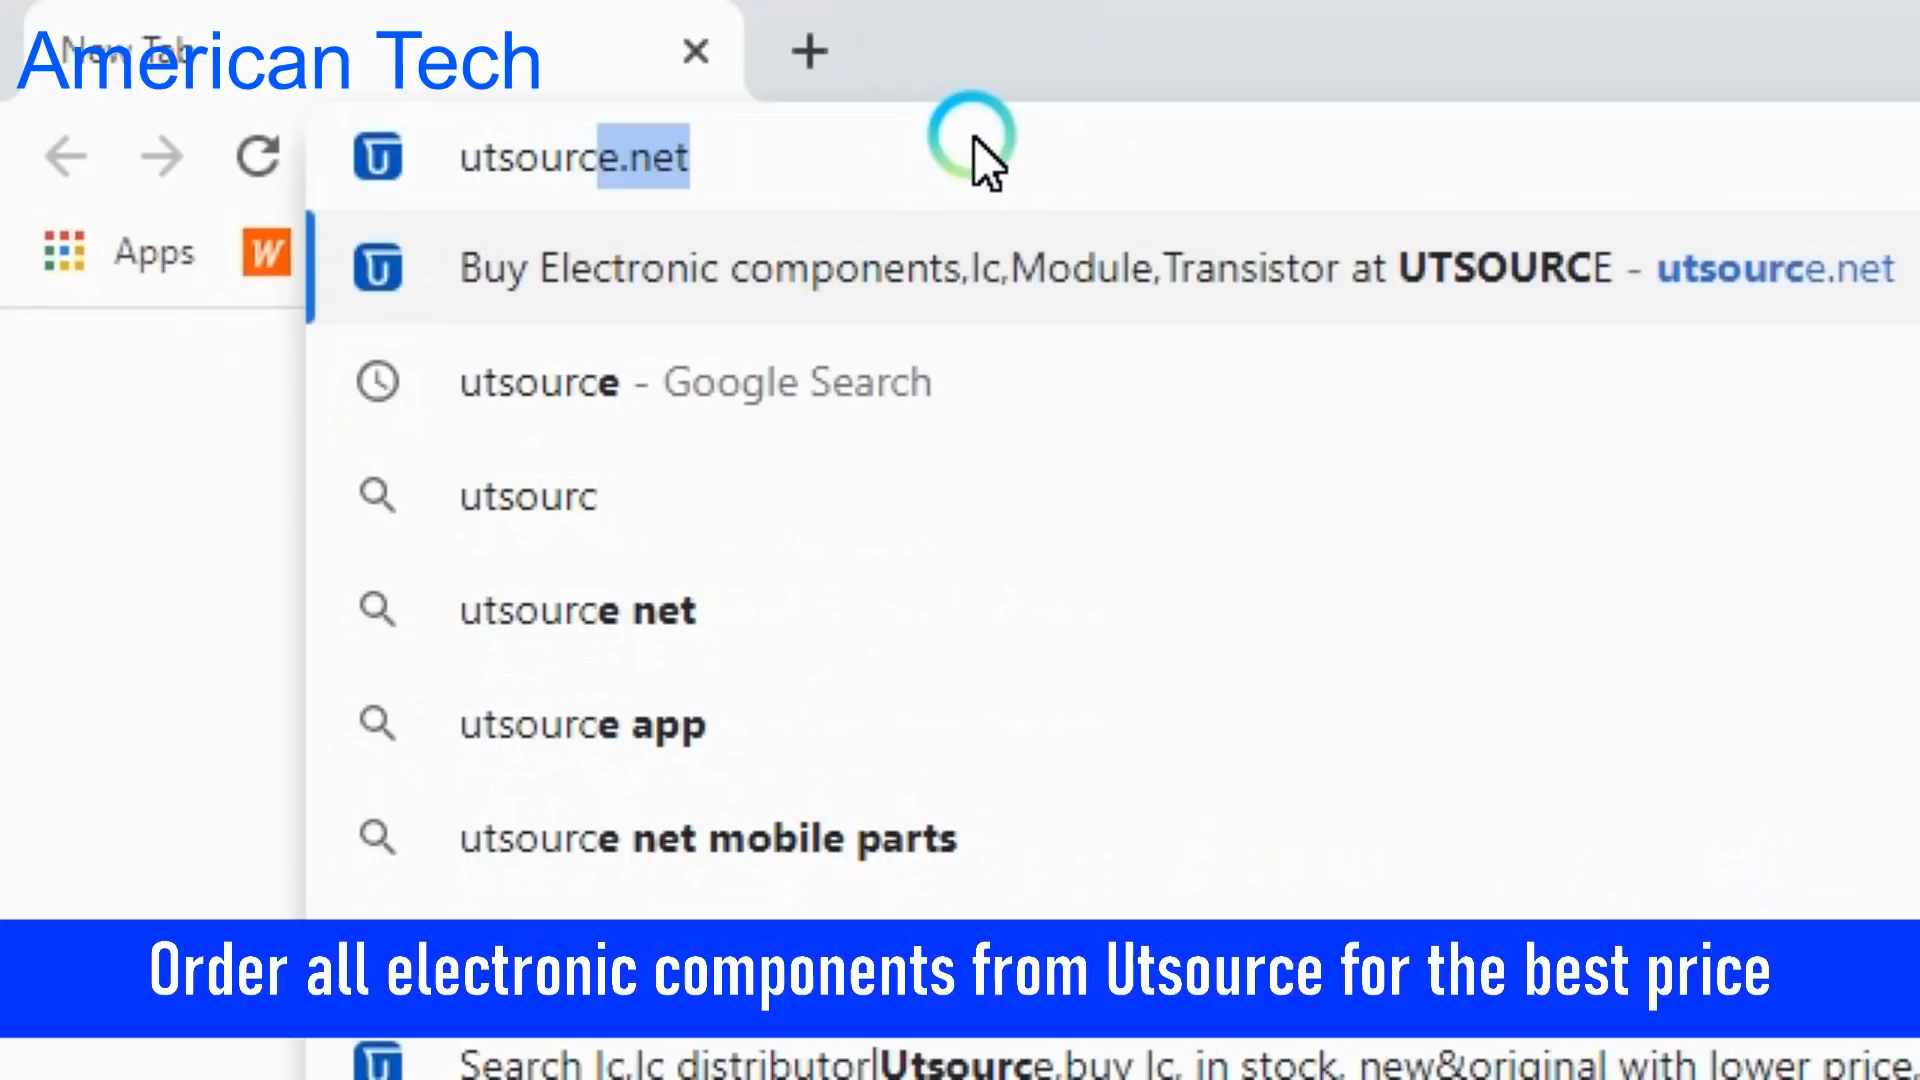 American Tech
New Tab
utsource.net
Apps
Buy Electronic components,Ic,Module,Transistor at UTSOURCE - utsource.net
utsource - Google Search
utsourc
utsource net
utsource app
utsource net mobile parts
Order all electronic components from Utsource for the best price
Search Ic,Ic distributor|Utsource,buy Ic, in stock, new&original with lower price,